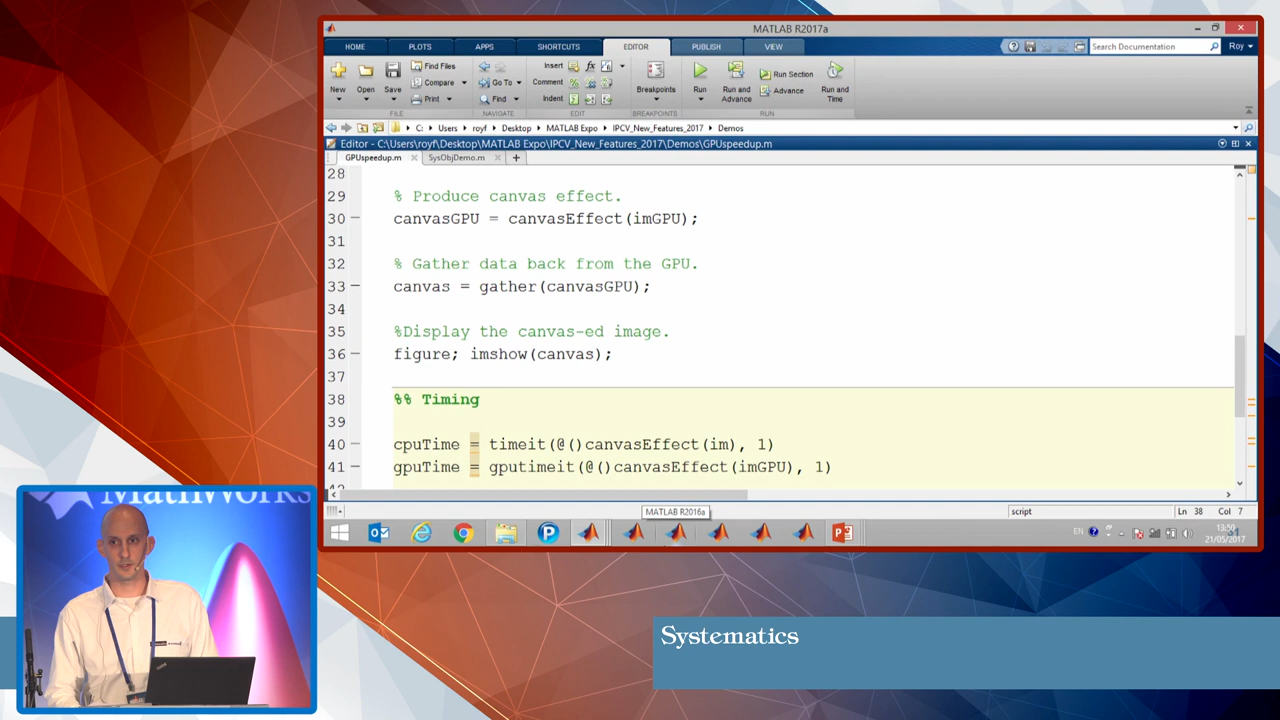 MATLAB R2017a
HOME PLOTS APPS SHORTCUTS EDITOR PUBLISH VIEW Search Documentation Roy
New Open Save Find Files Compare Print Go To Find Insert Comment Indent fx Breakpoints Run Run and Advance Run Section Advance Run and Time
FILE NAVIGATE EDIT BREAKPOINTS RUN
C: Users royf Desktop MATLAB Expo IPCV_New_Features_2017 Demos
Editor - C:\Users\royf\Desktop\MATLAB Expo\IPCV_New_Features_2017\Demos\GPUspeedup.m
GPUspeedup.m SysObjDemo.m
28
29 % Produce canvas effect.
30 canvasGPU = canvasEffect(imGPU);
31
32 % Gather data back from the GPU.
33 canvas = gather(canvasGPU);
34
35 %Display the canvas-ed image.
36 figure; imshow(canvas);
37
38 %% Timing
39
40 cpuTime = timeit(@()canvasEffect(im), 1)
41 gpuTime = gputimeit(@()canvasEffect(imGPU), 1)
MATLAB R2016a script Ln 38 Col 7
EN 13:50
21/05/2017
MathWorks
Systematics